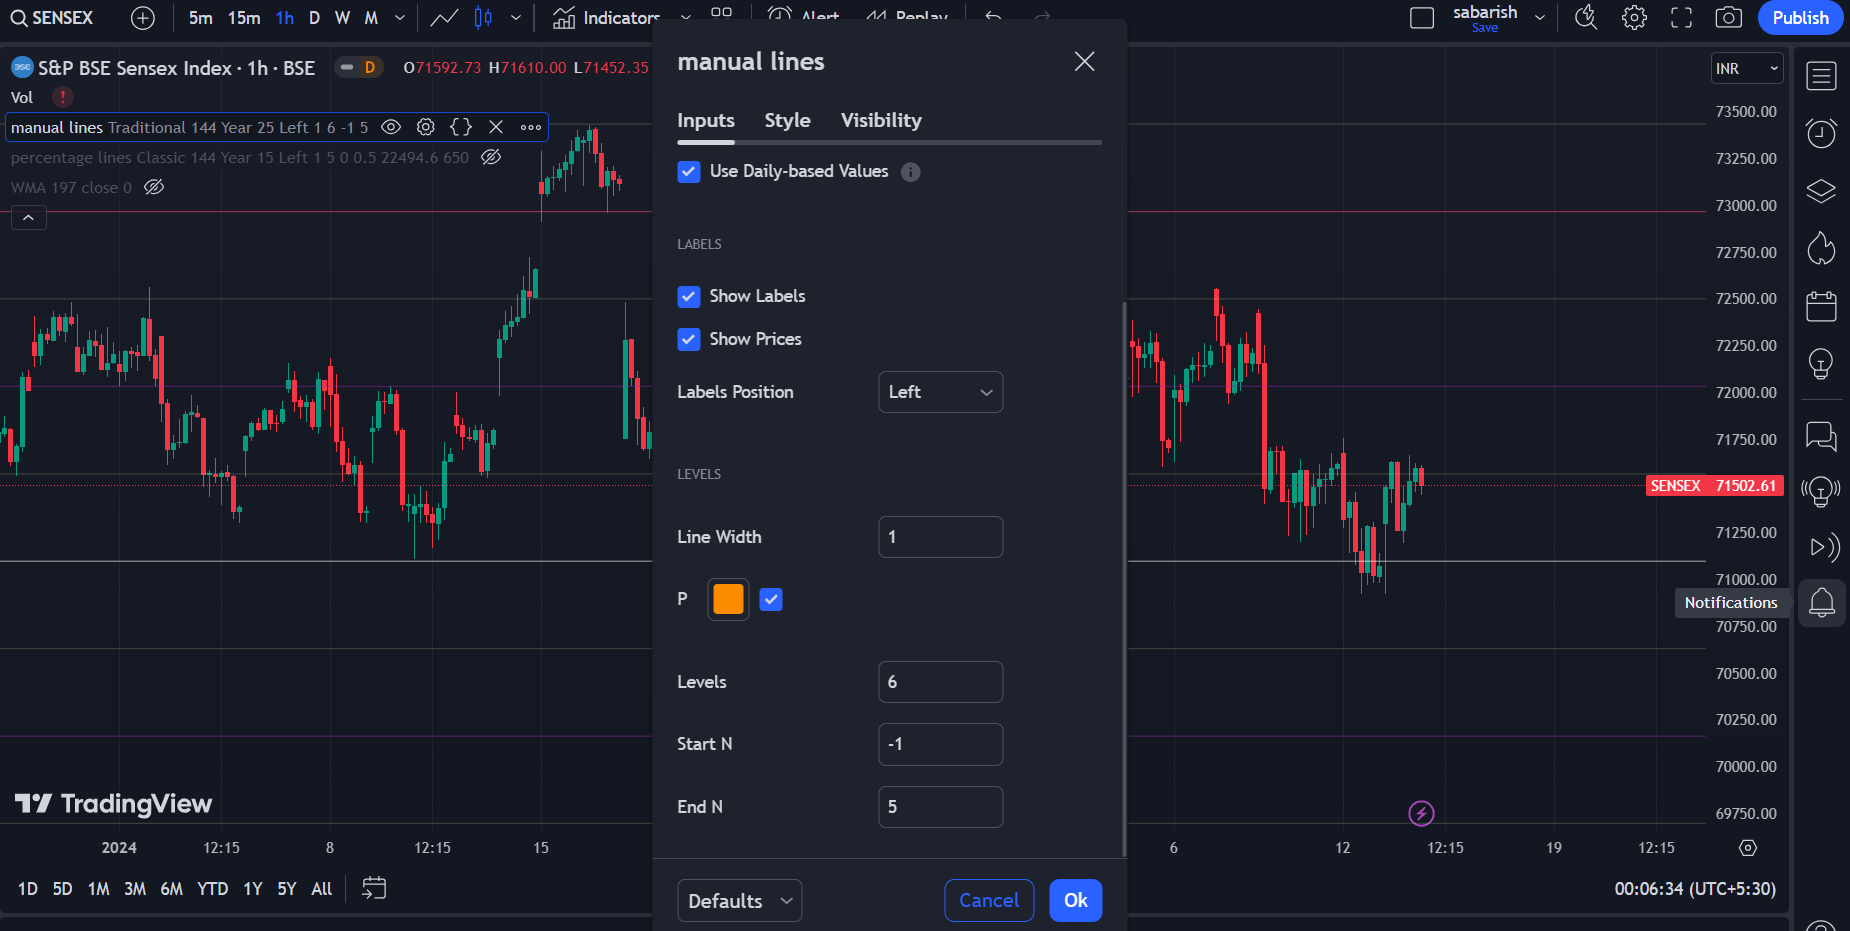 SENSEX
5m 15m 1h D W M
Indicators
Alert
Replay
sabarish
Save
Publish
S&P BSE Sensex Index · 1h · BSE
D
O71592.73 H71610.00 L71452.35
INR
Vol
manual lines Traditional 144 Year 25 Left 1 6 -1 5
percentage lines Classic 144 Year 15 Left 1 5 0 0.5 22494.6 650
WMA 197 close 0
manual lines
Inputs Style Visibility
Use Daily-based Values
LABELS
Show Labels
Show Prices
Labels Position Left
LEVELS
Line Width 1
P
Levels 6
Start N -1
End N 5
Defaults
Cancel
Ok
73500.00
73250.00
73000.00
72750.00
72500.00
72250.00
72000.00
71750.00
SENSEX 71502.61
71250.00
71000.00
Notifications
70750.00
70500.00
70250.00
70000.00
69750.00
TradingView
2024 12:15 8 12:15 15 6 12 12:15 19 12:15
1D 5D 1M 3M 6M YTD 1Y 5Y All
00:06:34 (UTC+5:30)